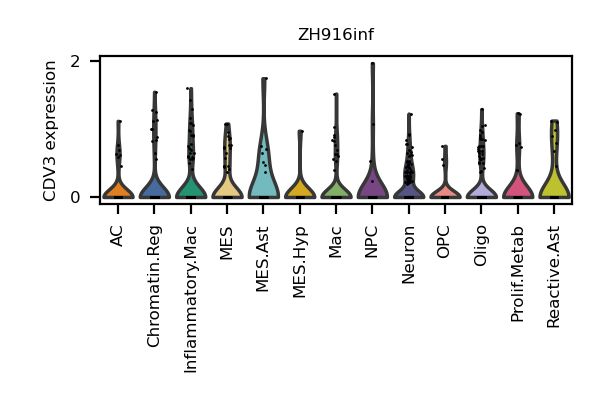 ZH916inf
CDV3 expression
2
0
AC
Chromatin.Reg
Inflammatory.Mac
MES
MES.Ast
MES.Hyp
Mac
NPC
Neuron
OPC
Oligo
Prolif.Metab
Reactive.Ast